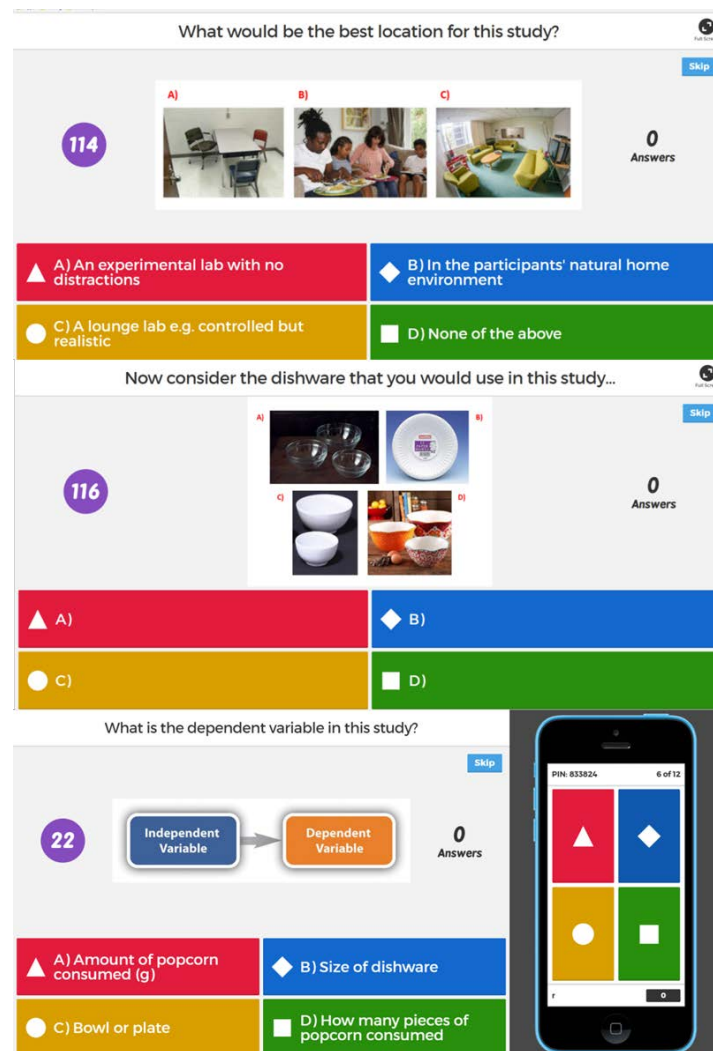 What would be the best location for this study?
Full Scre
Skip
A)
B)
C)
114
0
Answers
A) An experimental lab with no
distractions
B) In the participants' natural home
environment
C) A lounge lab e.g. controlled but
realistic
D) None of the above
Now consider the dishware that you would use in this study...
Full Scre
Skip
A)
B)
116
0
Answers
C)
D)
A)
B)
C)
D)
What is the dependent variable in this study?
Skip
22
Independent
Variable
Dependent
Variable
0
Answers
A) Amount of popcorn
consumed (g)
B) Size of dishware
C) Bowl or plate
D) How many pieces of
popcorn consumed
PIN: 833824
6 of 12
r
0